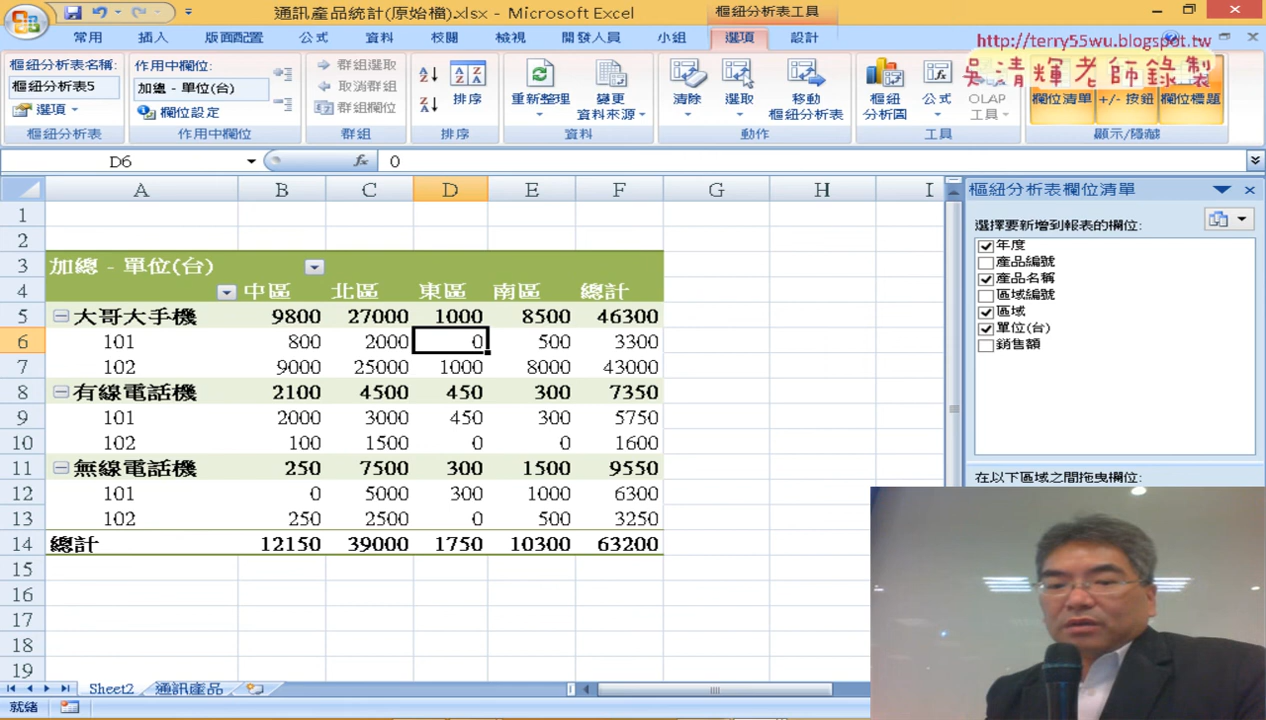 通訊產品統計(原始檔).xlsx - Microsoft Excel
樞紐分析表工具
常用 插入 版面配置 公式 資料 校閱 檢視 開發人員 小組 選項 設計
http://terry55wu.blogspot.tw
吳清輝老師錄製
樞紐分析表名稱:
樞紐分析表5
選項
樞紐分析表
作用中欄位:
加總 - 單位(台)
欄位設定
作用中欄位
群組選取
取消群組
群組欄位
群組
排序
排序
重新整理
變更
資料來源
資料
清除
選取
移動
樞紐分析表
動作
樞紐
分析圖
公式
OLAP
工具
工具
欄位清單
+/- 按鈕
欄位標題
顯示/隱藏
D6 fx 0
A B C D E F G H I
1
2
3 加總 - 單位(台)
4 中區 北區 東區 南區 總計
5 大哥大手機 9800 27000 1000 8500 46300
6 101 800 2000 0 500 3300
7 102 9000 25000 1000 8000 43000
8 有線電話機 2100 4500 450 300 7350
9 101 2000 3000 450 300 5750
10 102 100 1500 0 0 1600
11 無線電話機 250 7500 300 1500 9550
12 101 0 5000 300 1000 6300
13 102 250 2500 0 500 3250
14 總計 12150 39000 1750 10300 63200
15
16
17
18
19
樞紐分析表欄位清單
選擇要新增到報表的欄位:
年度
產品編號
產品名稱
區域編號
區域
單位(台)
銷售額
在以下區域之間拖曳欄位:
Sheet2 通訊產品
就緒